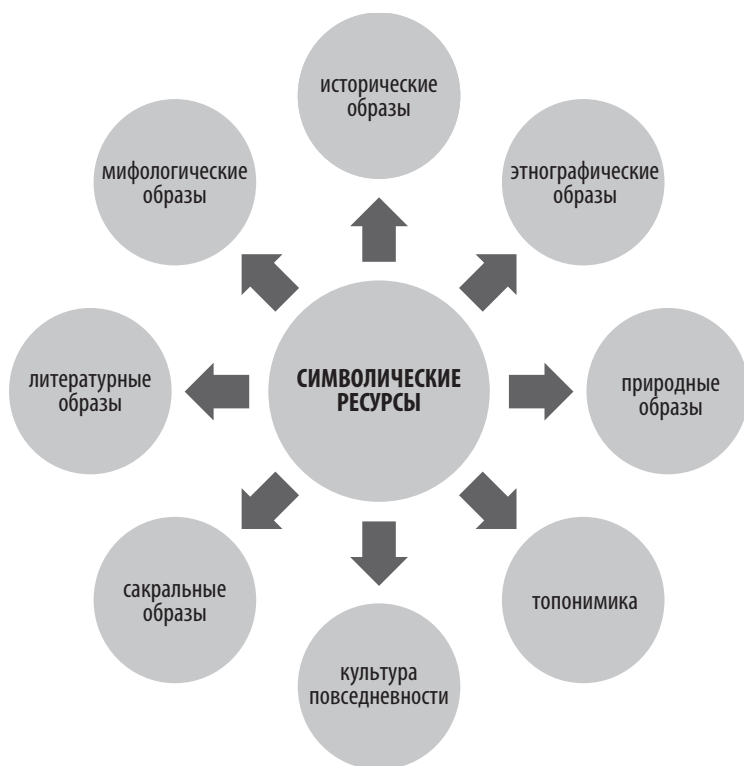 исторические
образы
мифологические
образы
этнографические
образы
литературные
образы
СИМВОЛИЧЕСКИЕ
РЕСУРСЫ
природные
образы
сакральные
образы
топонимика
культура
повседневности